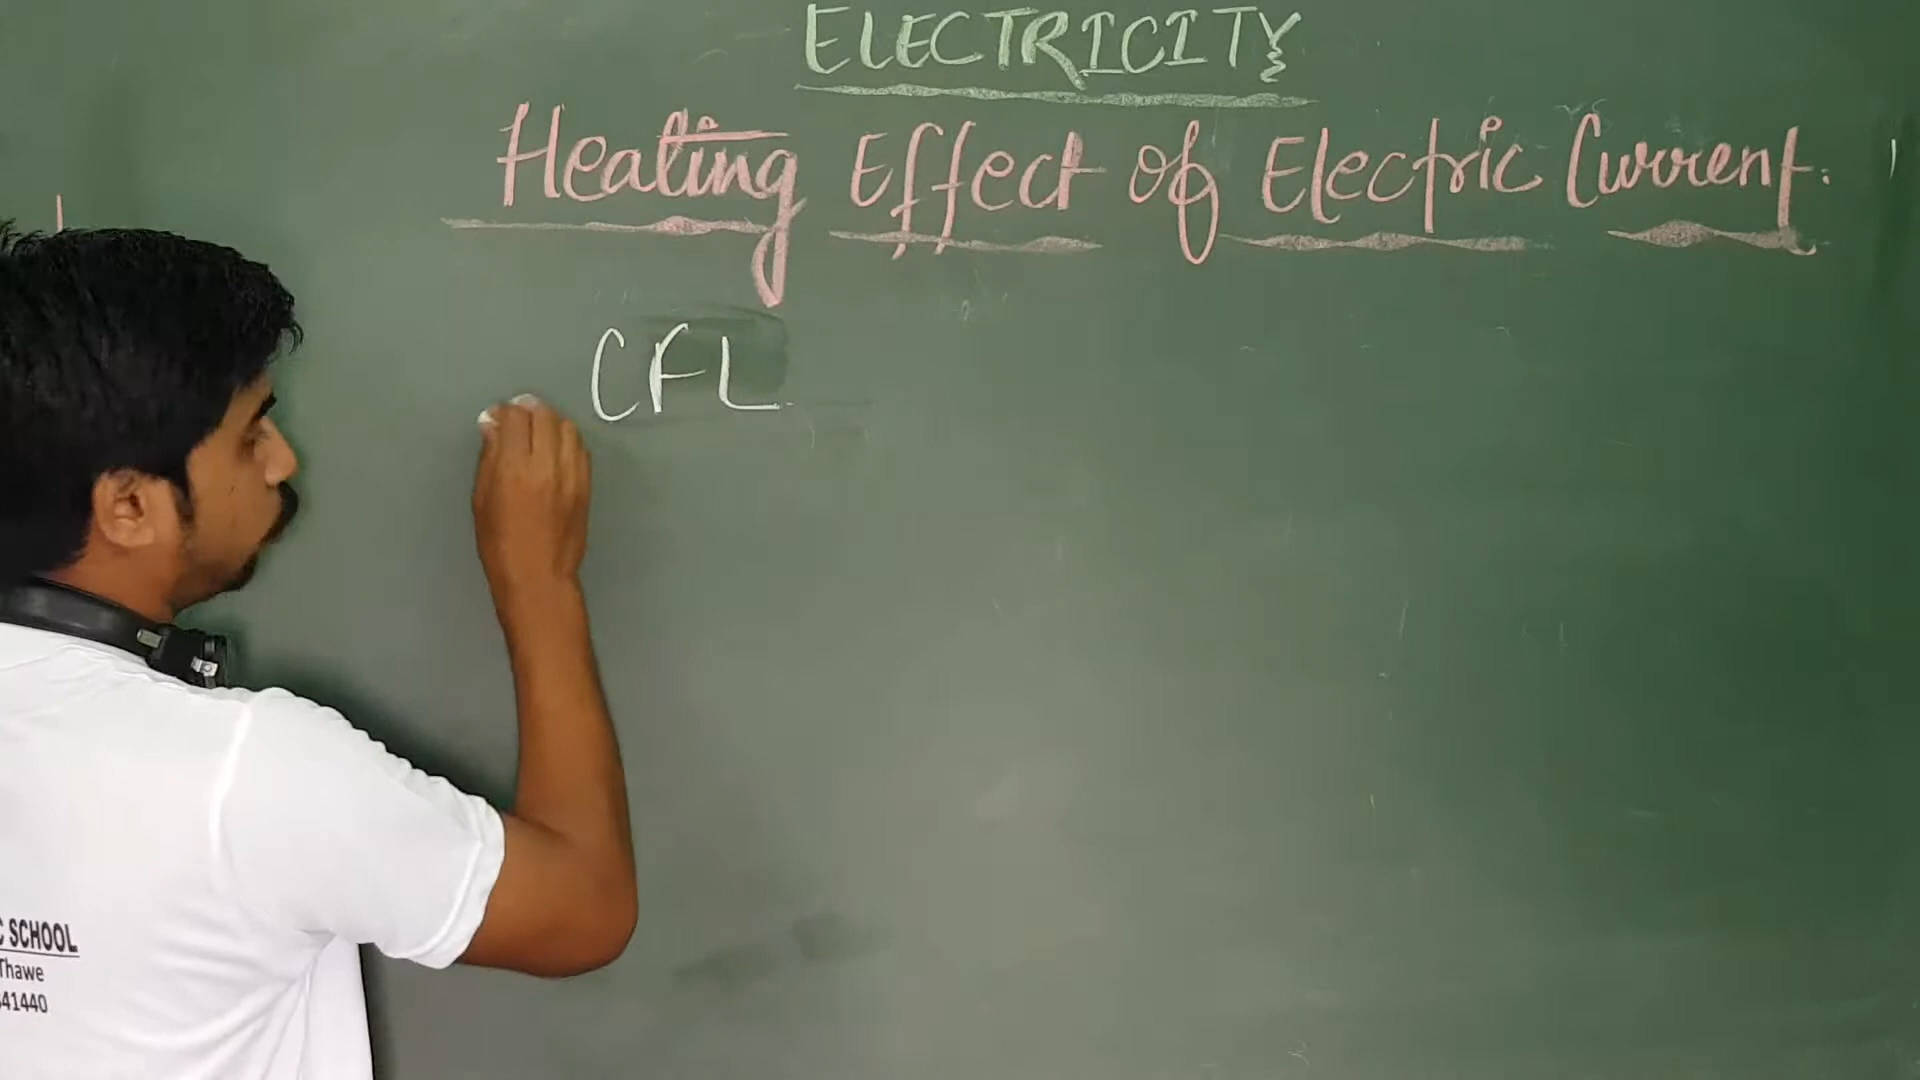 ELECTRICITY
Heating Effect of Electric Current.
CFL
SCHOOL
Thawe
41440